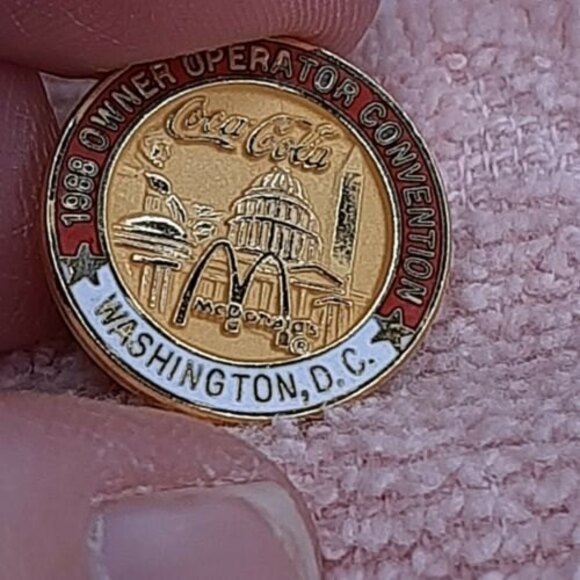 1988 OWNER OPERATOR CONVENTION
Coca-Cola
McDonald's
®
WASHINGTON, D.C.